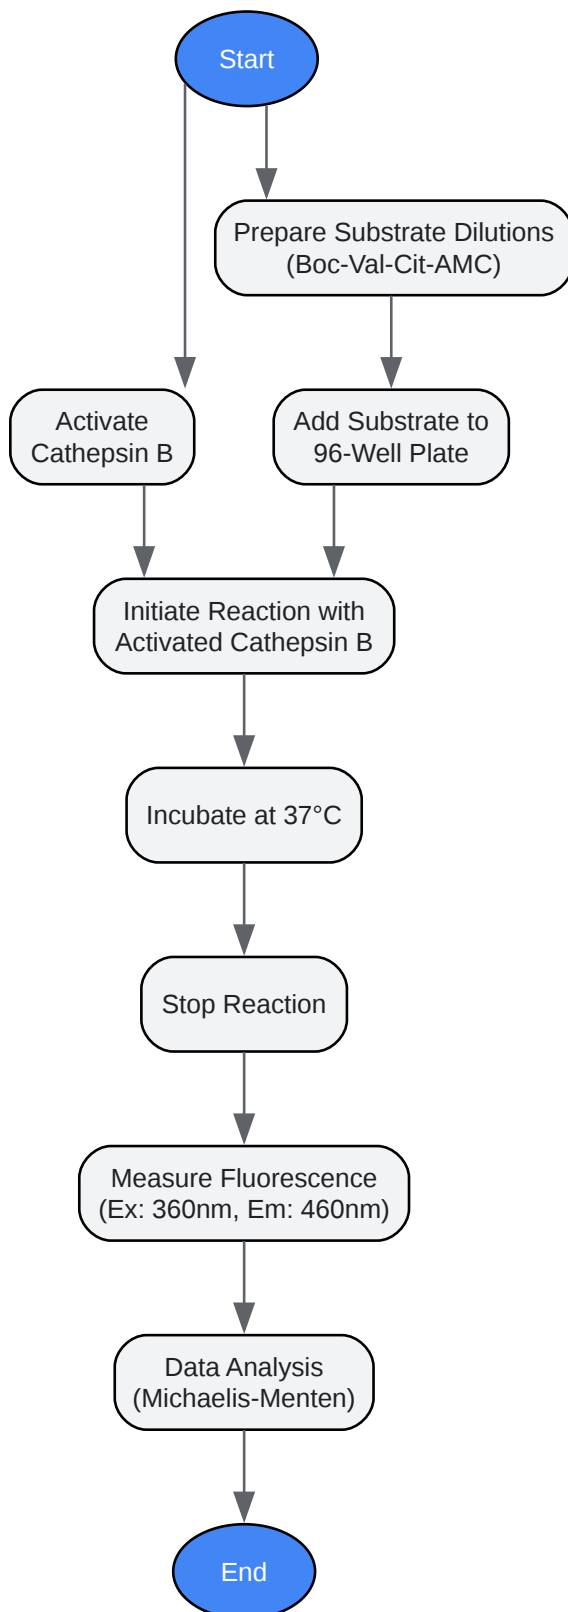 Start
Prepare Substrate Dilutions
(Boc-Val-Cit-AMC)
Activate
Cathepsin B
Add Substrate to
96-Well Plate
Initiate Reaction with
Activated Cathepsin B
Incubate at 37°C
Stop Reaction
Measure Fluorescence
(Ex: 360nm, Em: 460nm)
Data Analysis
(Michaelis-Menten)
End